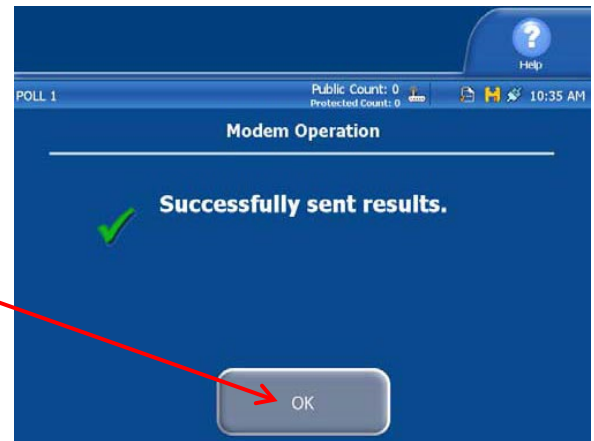 Help
POLL 1
Public Count: 0
Protected Count: 0
10:35 AM
Modem Operation
Successfully sent results.
OK